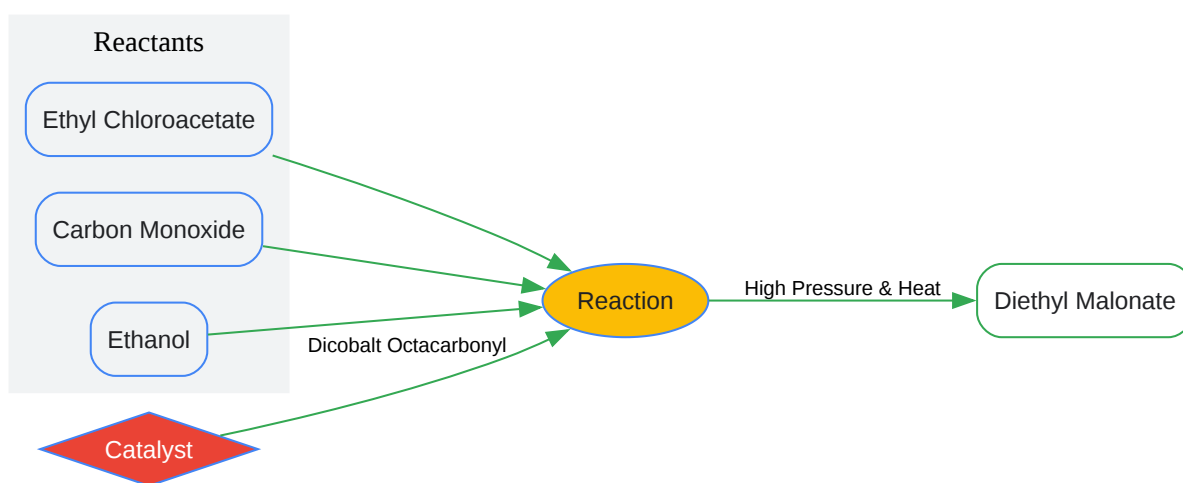 Reactants
Ethyl Chloroacetate
Carbon Monoxide
Ethanol
Dicobalt Octacarbonyl
Catalyst
Reaction
High Pressure & Heat
Diethyl Malonate